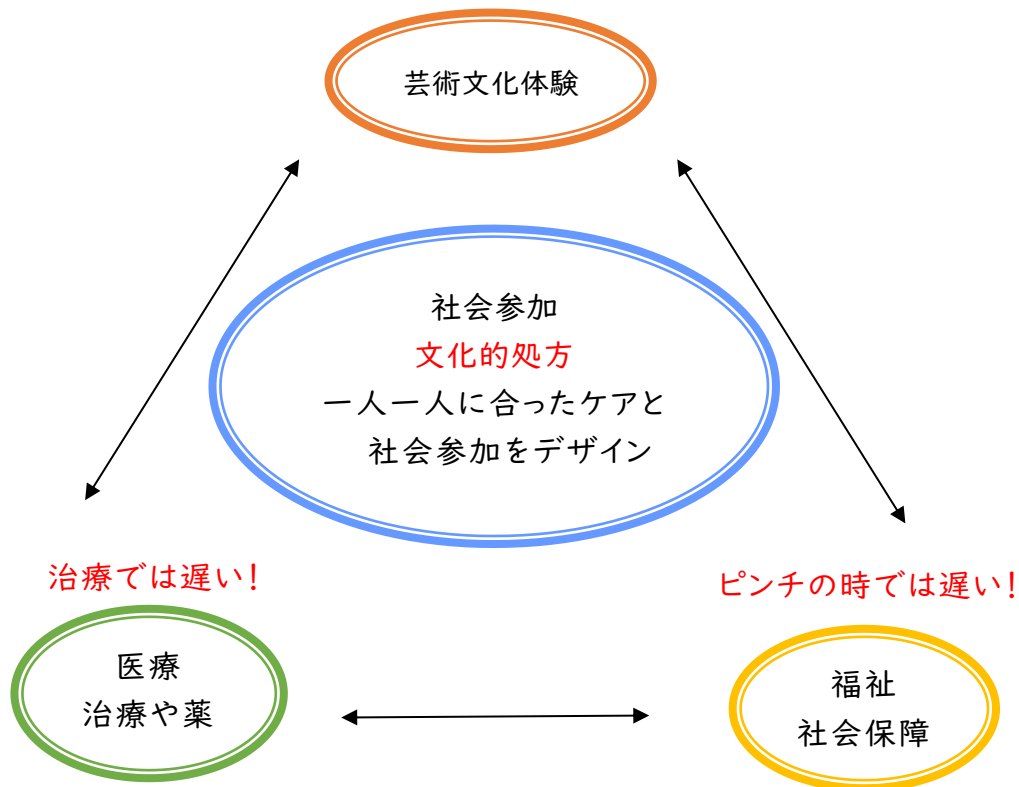 芸術文化体験
社会参加
文化的処方
一人一人に合ったケアと
社会参加をデザイン
治療では遅い！
ピンチの時では遅い！
医療
治療や薬
福祉
社会保障